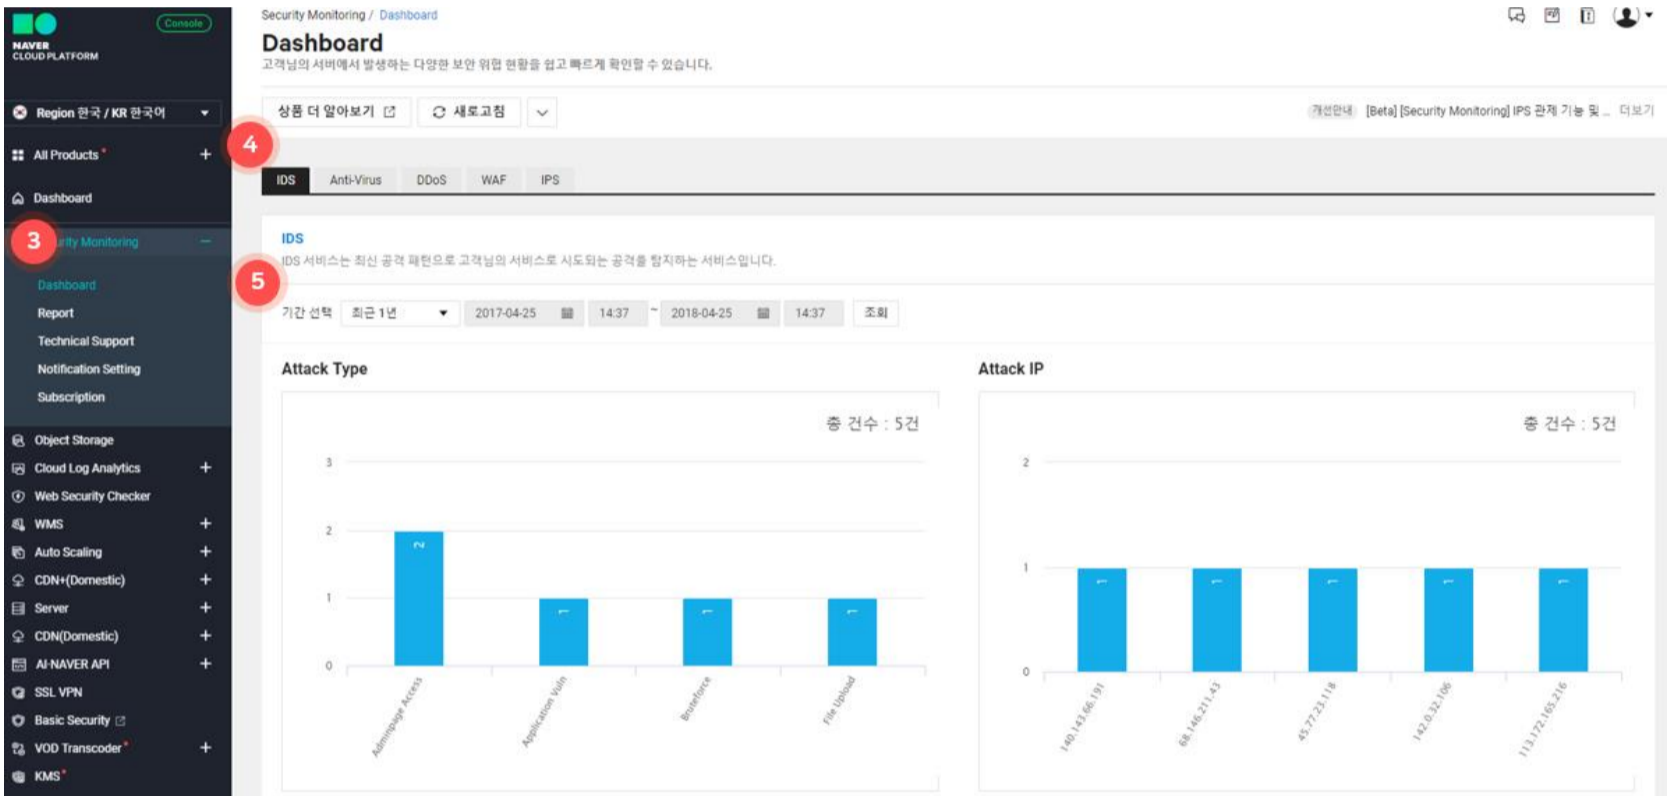 Console
NAVER
CLOUD PLATFORM
Region 한국 / KR 한국어
All Products
Dashboard
3
rity Monitoring
Dashboard
Report
Technical Support
Notification Setting
Subscription
Object Storage
Cloud Log Analytics
Web Security Checker
WMS
Auto Scaling
CDN+(Domestic)
Server
CDN(Domestic)
AI·NAVER API
SSL VPN
Basic Security
VOD Transcoder
KMS
Security Monitoring / Dashboard
Dashboard
고객님의 서버에서 발생하는 다양한 보안 위협 현황을 쉽고 빠르게 확인할 수 있습니다.
상품 더 알아보기
새로고침
개선안내 [Beta] [Security Monitoring] IPS 관제 기능 및 ... 더보기
4
IDS Anti-Virus DDoS WAF IPS
IDS
IDS 서비스는 최신 공격 패턴으로 고객님의 서비스로 시도되는 공격을 탐지하는 서비스입니다.
5
기간 선택 최근 1년 2017-04-25 14:37 ~ 2018-04-25 14:37 조회
Attack Type
총 건수 : 5건
3
2
1
0
2
1
1
1
Adminpage Access
Application Vuln
Bruteforce
File Upload
Attack IP
총 건수 : 5건
2
1
0
1
1
1
1
1
140.143.66.191
68.146.211.43
45.77.23.118
142.0.32.106
113.172.165.216